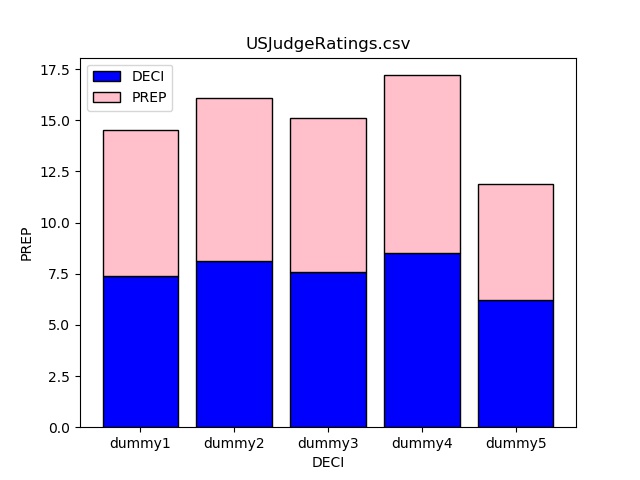 USJudgeRatings.csv
DECI
PREP
PREP
17.5
15.0
12.5
10.0
7.5
5.0
2.5
0.0
dummy1 dummy2 dummy3 dummy4 dummy5
DECI